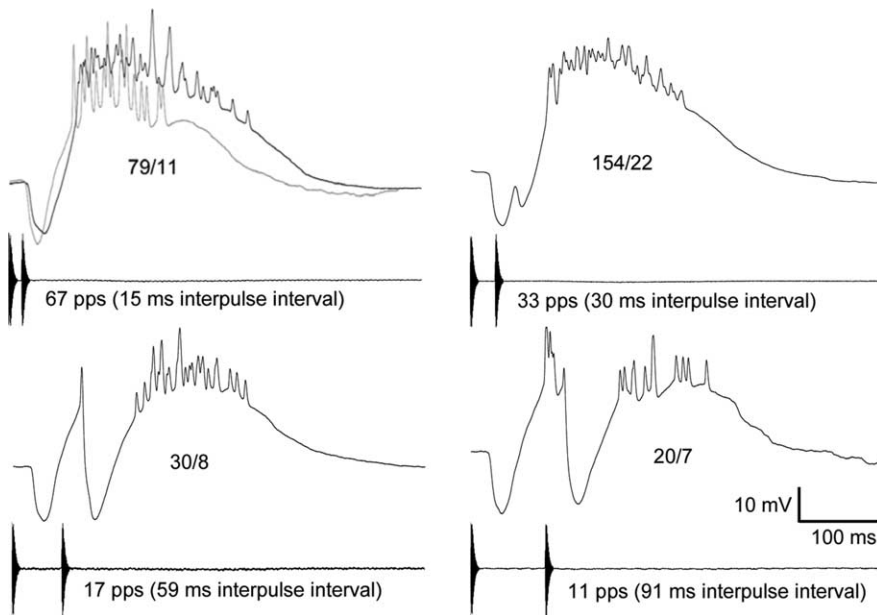 79/11
154/22
67 pps (15 ms interpulse interval)
33 pps (30 ms interpulse interval)
30/8
20/7
10 mV
100 ms
17 pps (59 ms interpulse interval)
11 pps (91 ms interpulse interval)